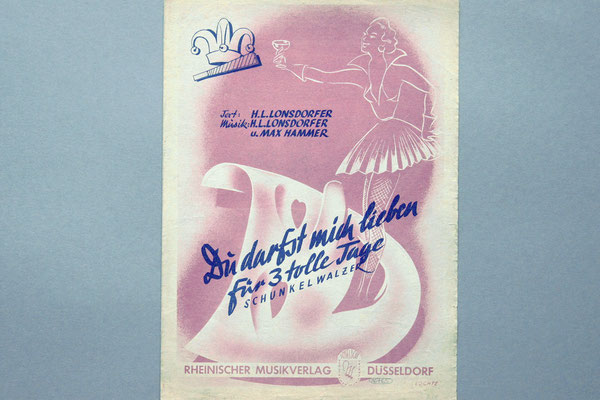 Text: H.L. LONSDORFER
Musik: H.L. LONSDORFER
u. MAX HAMMER
Du darfst mich lieben
für 3 tolle Tage
SCHUNKELWALZER
RHEINISCHER MUSIKVERLAG DÜSSELDORF